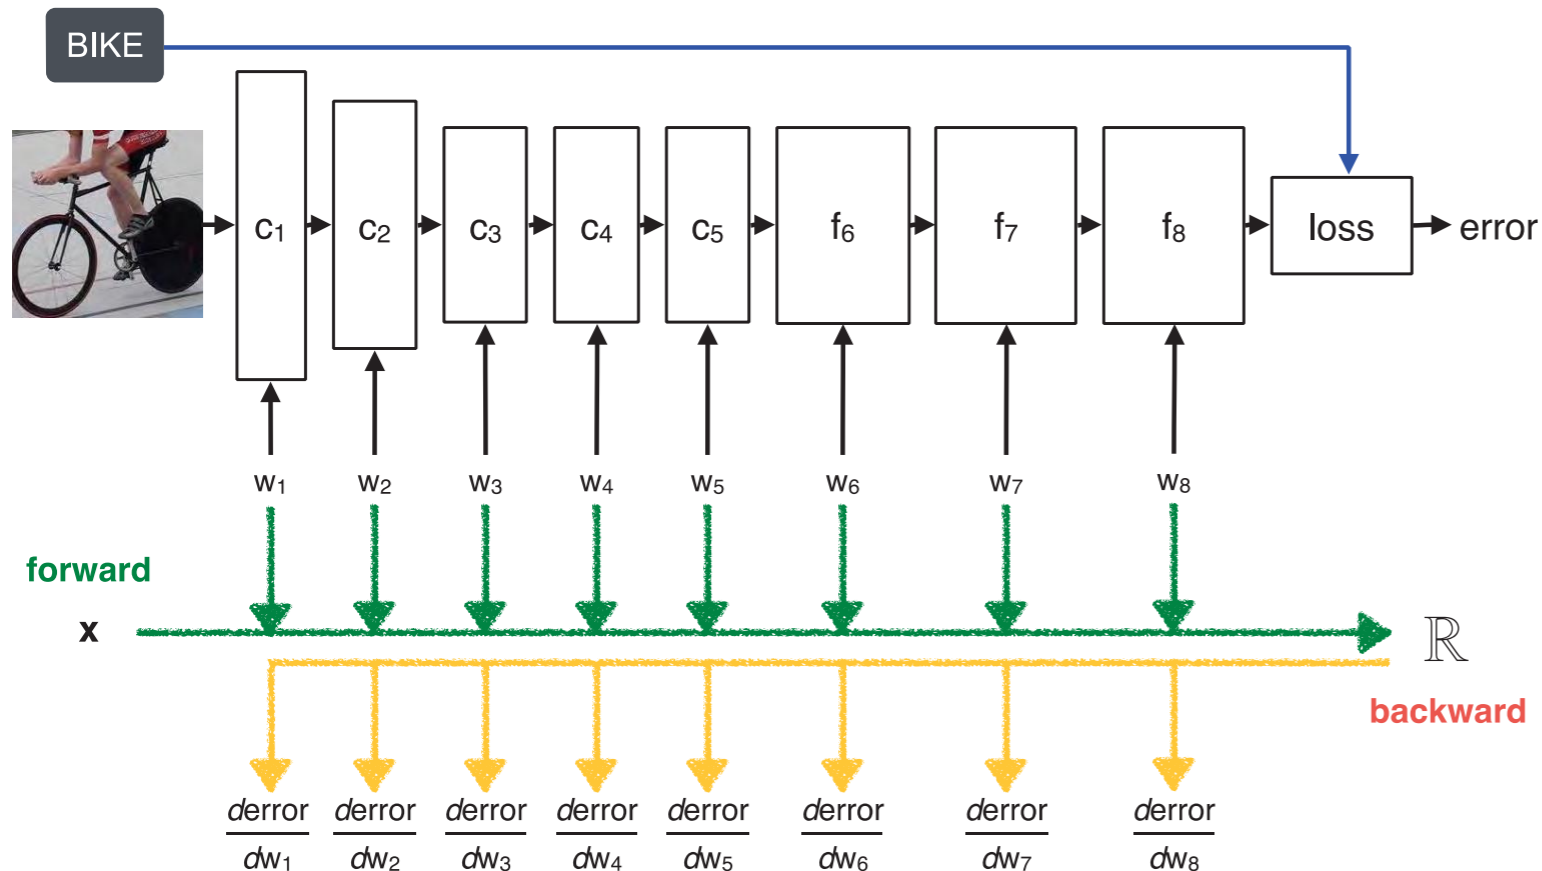 BIKE
c₁ c₂ c₃ c₄ c₅ f₆ f₇ f₈ loss error
w₁ w₂ w₃ w₄ w₅ w₆ w₇ w₈
forward
x ℝ
backward
derror derror derror derror derror derror derror derror
dw₁ dw₂ dw₃ dw₄ dw₅ dw₆ dw₇ dw₈